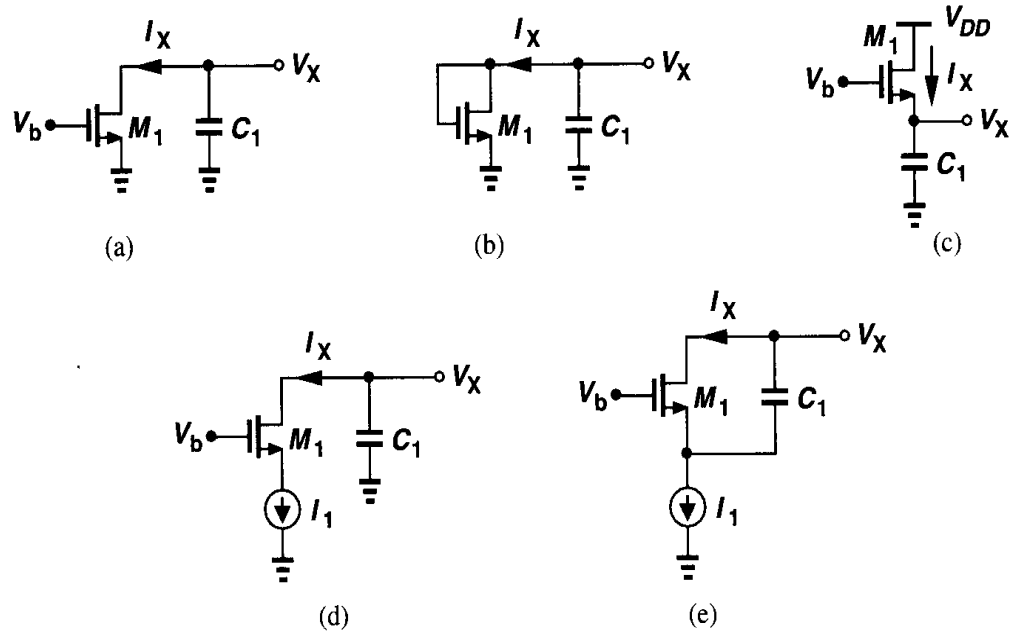 I_X
V_X
V_b
M_1
C_1
(a)
I_X
V_X
M_1
C_1
(b)
V_DD
M_1
I_X
V_b
V_X
C_1
(c)
I_X
V_X
V_b
M_1
C_1
I_1
(d)
I_X
V_X
V_b
M_1
C_1
I_1
(e)